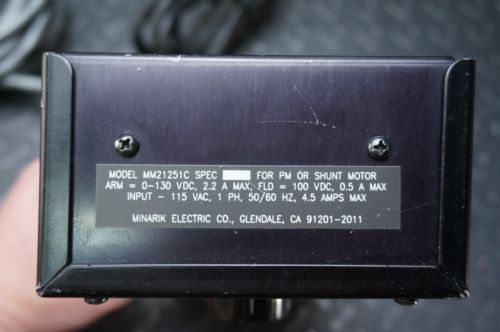 MODEL MM21251C SPEC FOR PM OR SHUNT MOTOR
ARM = 0-130 VDC, 2.2 A MAX, FLD = 100 VDC, 0.5 A MAX
INPUT - 115 VAC, 1 PH, 50/60 HZ, 4.5 AMPS MAX
MINARIK ELECTRIC CO., GLENDALE, CA 91201-2011